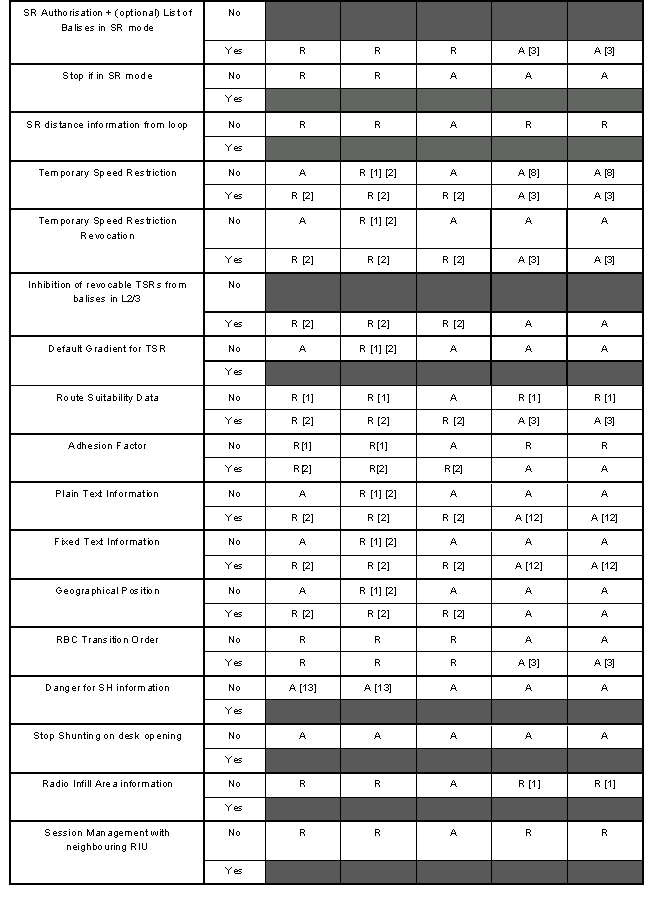 SR Authorisation + (optional) List of No
Balises in SR mode
Yes R R R A [3] A [3]
Stop if in SR mode No R R A A A
Yes
SR distance information from loop No R R A R R
Yes
Temporary Speed Restriction No A R [1] [2] A A [8] A [8]
Yes R [2] R [2] R [2] A [3] A [3]
Temporary Speed Restriction No A R [1] [2] A A A
Revocation
Yes R [2] R [2] R [2] A [3] A [3]
Inhibition of revocable TSRs from No
balises in L2/3
Yes R [2] R [2] R [2] A A
Default Gradient for TSR No A R [1] [2] A A A
Yes
Route Suitability Data No R [1] R [1] A R [1] R [1]
Yes R [2] R [2] R [2] A [3] A [3]
Adhesion Factor No R[1] R[1] A R R
Yes R[2] R[2] R[2] A A
Plain Text Information No A R [1] [2] A A A
Yes R [2] R [2] R [2] A [12] A [12]
Fixed Text Information No A R [1] [2] A A A
Yes R [2] R [2] R [2] A [12] A [12]
Geographical Position No A R [1] [2] A A A
Yes R [2] R [2] R [2] A A
RBC Transition Order No R R R A A
Yes R R R A [3] A [3]
Danger for SH information No A [13] A [13] A A A
Yes
Stop Shunting on desk opening No A A A A A
Yes
Radio Infill Area information No R R A R [1] R [1]
Yes
Session Management with No R R A R R
neighbouring RIU
Yes